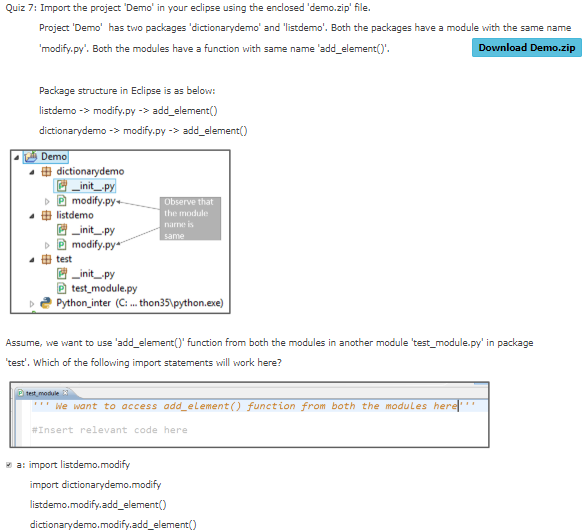 Quiz 7: Import the project 'Demo' in your eclipse using the enclosed 'demo.zip' file.
Project 'Demo' has two packages 'dictionarydemo' and 'listdemo'. Both the packages have a module with the same name
'modify.py'. Both the modules have a function with same name 'add_element()'.
Download Demo.zip
Package structure in Eclipse is as below:
listdemo -> modify.py -> add_element()
dictionarydemo -> modify.py -> add_element()
Demo
dictionarydemo
__init__.py
modify.py
Observe that
the module
name is
same
listdemo
__init__.py
modify.py
test
__init__.py
test_module.py
Python_inter (C: ... thon35\python.exe)
Assume, we want to use 'add_element()' function from both the modules in another module 'test_module.py' in package
'test'. Which of the following import statements will work here?
test_module
''' We want to access add_element() function from both the modules here'''
#Insert relevant code here
a: import listdemo.modify
import dictionarydemo.modify
listdemo.modify.add_element()
dictionarydemo.modify.add_element()